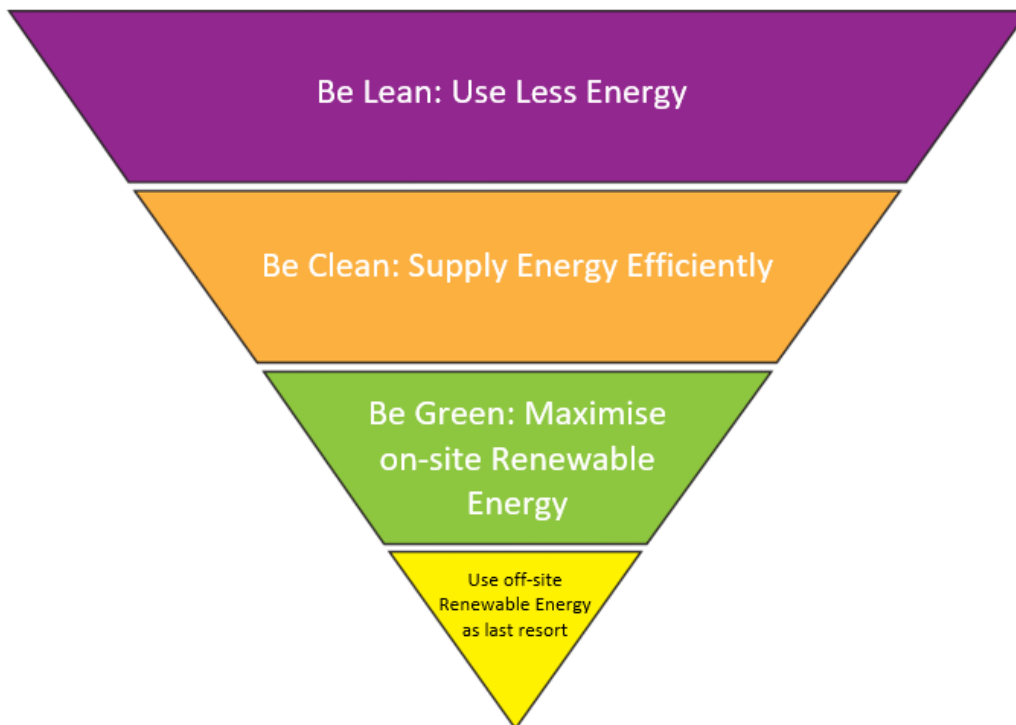 Be Lean: Use Less Energy
Be Clean: Supply Energy Efficiently
Be Green: Maximise
on-site Renewable
Energy
Use off-site
Renewable Energy
as last resort